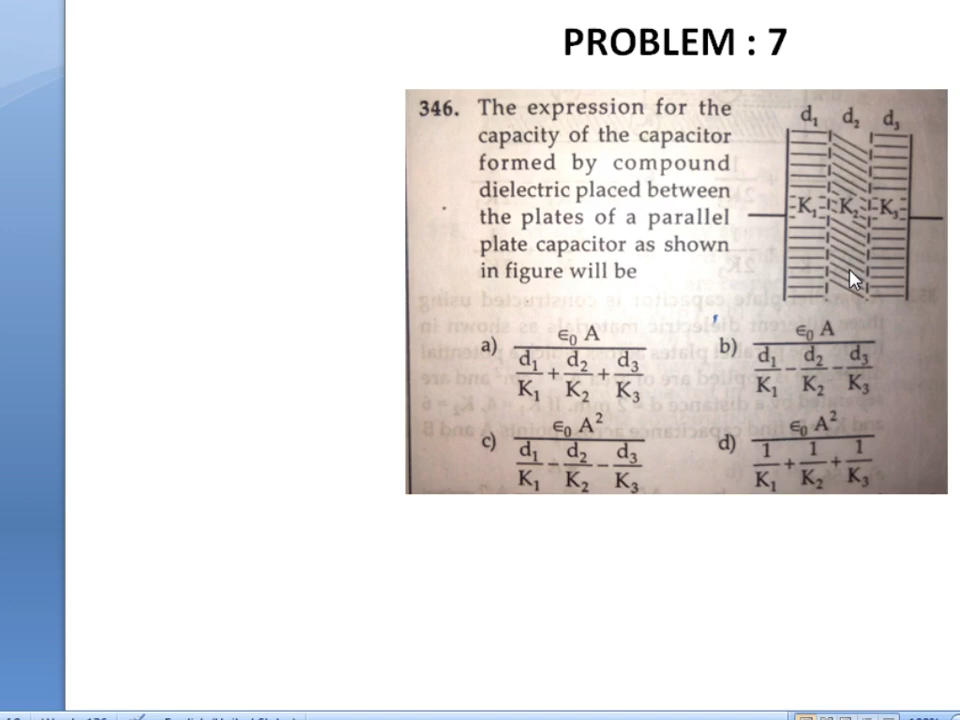 PROBLEM : 7
346. The expression for the
capacity of the capacitor
formed by compound
dielectric placed between
the plates of a parallel
plate capacitor as shown
in figure will be
d₁ d₂ d₃
K₁ K₂ K₃
a) ∈₀ A
d₁/K₁ + d₂/K₂ + d₃/K₃
b) ∈₀ A
d₁/K₁ - d₂/K₂ - d₃/K₃
c) ∈₀ A²
d₁/K₁ - d₂/K₂ - d₃/K₃
d) ∈₀ A²
1/K₁ + 1/K₂ + 1/K₃